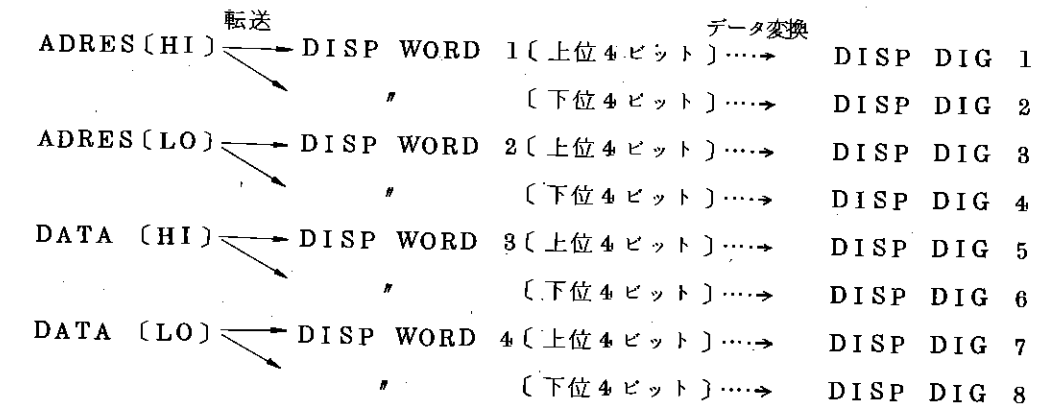 転送 データ変換
ADRES〔HI〕 DISP WORD 1〔上位4ビット〕‥‥→ DISP DIG 1
〃 〔下位4ビット〕‥‥→ DISP DIG 2
ADRES〔LO〕 DISP WORD 2〔上位4ビット〕‥‥→ DISP DIG 3
〃 〔下位4ビット〕‥‥→ DISP DIG 4
DATA 〔HI〕 DISP WORD 3〔上位4ビット〕‥‥→ DISP DIG 5
〃 〔下位4ビット〕‥‥→ DISP DIG 6
DATA 〔LO〕 DISP WORD 4〔上位4ビット〕‥‥→ DISP DIG 7
〃 〔下位4ビット〕‥‥→ DISP DIG 8